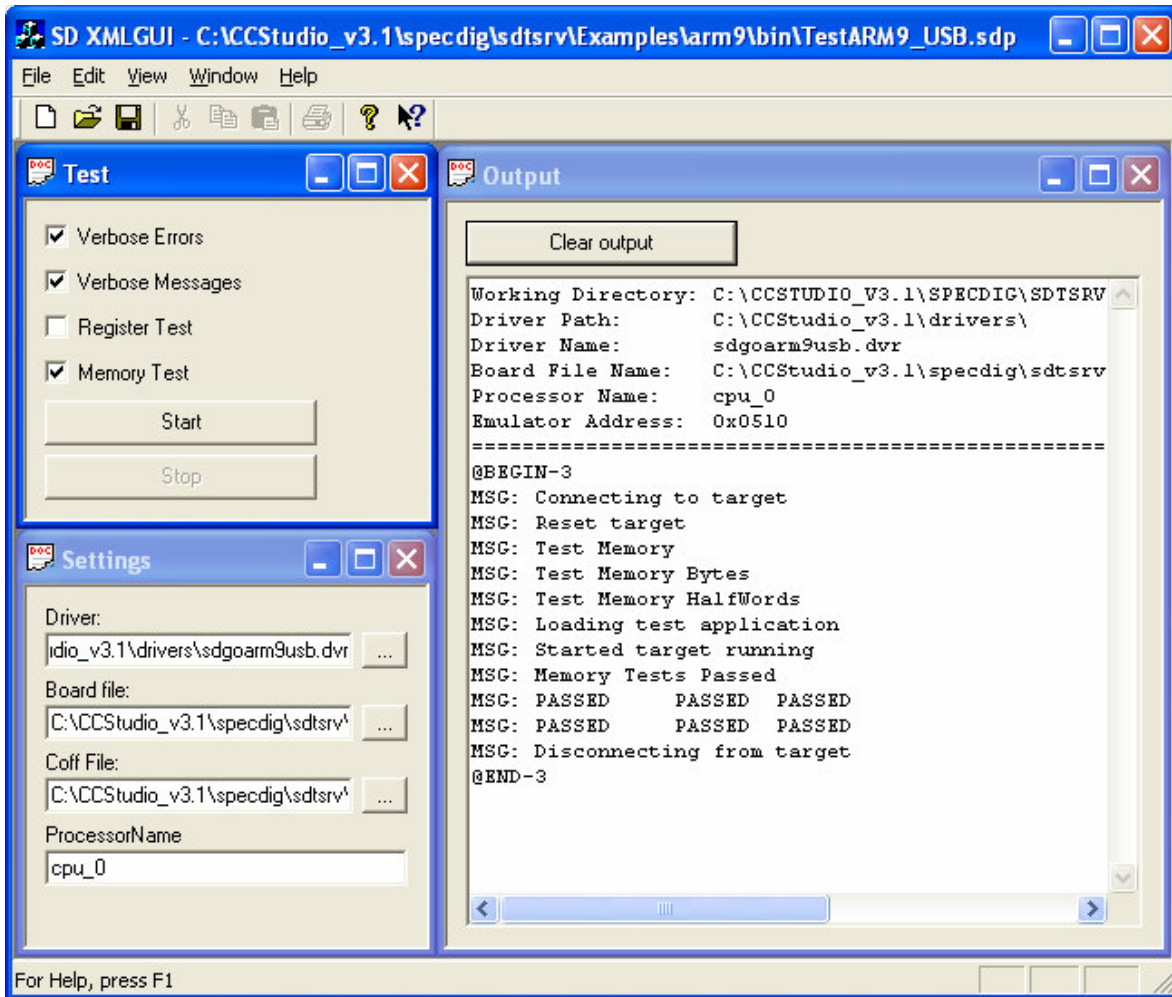 SD XMLGUI - C:\CCStudio_v3.1\specdig\sdtsrv\Examples\arm9\bin\TestARM9_USB.sdp
File Edit View Window Help
Test
Verbose Errors
Verbose Messages
Register Test
Memory Test
Start
Stop
Settings
Driver:
idio_v3.1\drivers\sdgoarm9usb.dvr ...
Board file:
C:\CCStudio_v3.1\specdig\sdtsrv\ ...
Coff File:
C:\CCStudio_v3.1\specdig\sdtsrv\ ...
ProcessorName
cpu_0
Output
Clear output
Working Directory: C:\CCSTUDIO_V3.1\SPECDIG\SDTSRV
Driver Path: C:\CCStudio_v3.1\drivers\
Driver Name: sdgoarm9usb.dvr
Board File Name: C:\CCStudio_v3.1\specdig\sdtsrv
Processor Name: cpu_0
Emulator Address: 0x0510
==================================================
@BEGIN-3
MSG: Connecting to target
MSG: Reset target
MSG: Test Memory
MSG: Test Memory Bytes
MSG: Test Memory HalfWords
MSG: Loading test application
MSG: Started target running
MSG: Memory Tests Passed
MSG: PASSED PASSED PASSED
MSG: PASSED PASSED PASSED
MSG: Disconnecting from target
@END-3
For Help, press F1